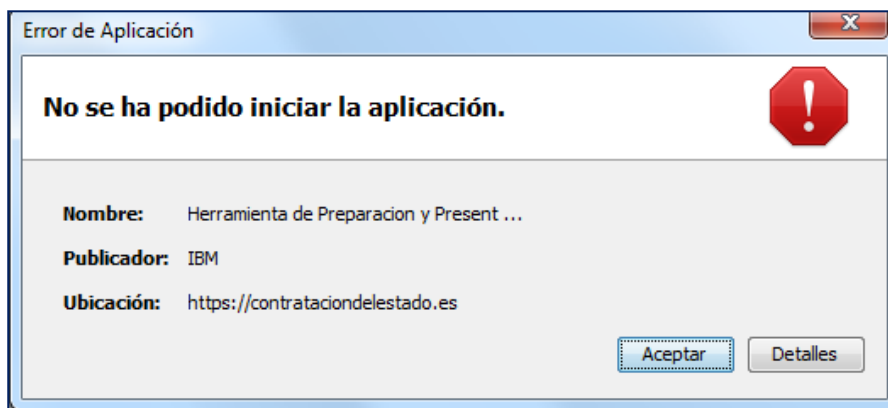 Error de Aplicación
No se ha podido iniciar la aplicación.
Nombre: Herramienta de Preparacion y Present ...
Publicador: IBM
Ubicación: https://contrataciondelestado.es
Aceptar Detalles